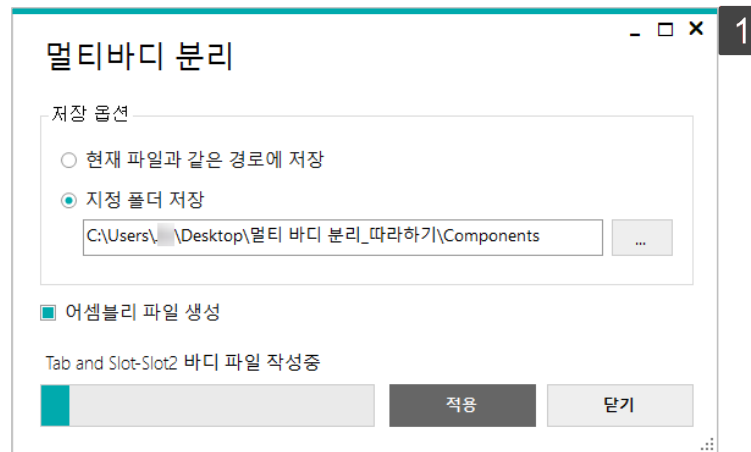 멀티바디 분리
1
저장 옵션
현재 파일과 같은 경로에 저장
지정 폴더 저장
C:\Users\ \Desktop\멀티 바디 분리_따라하기\Components
...
어셈블리 파일 생성
Tab and Slot-Slot2 바디 파일 작성중
적용 닫기